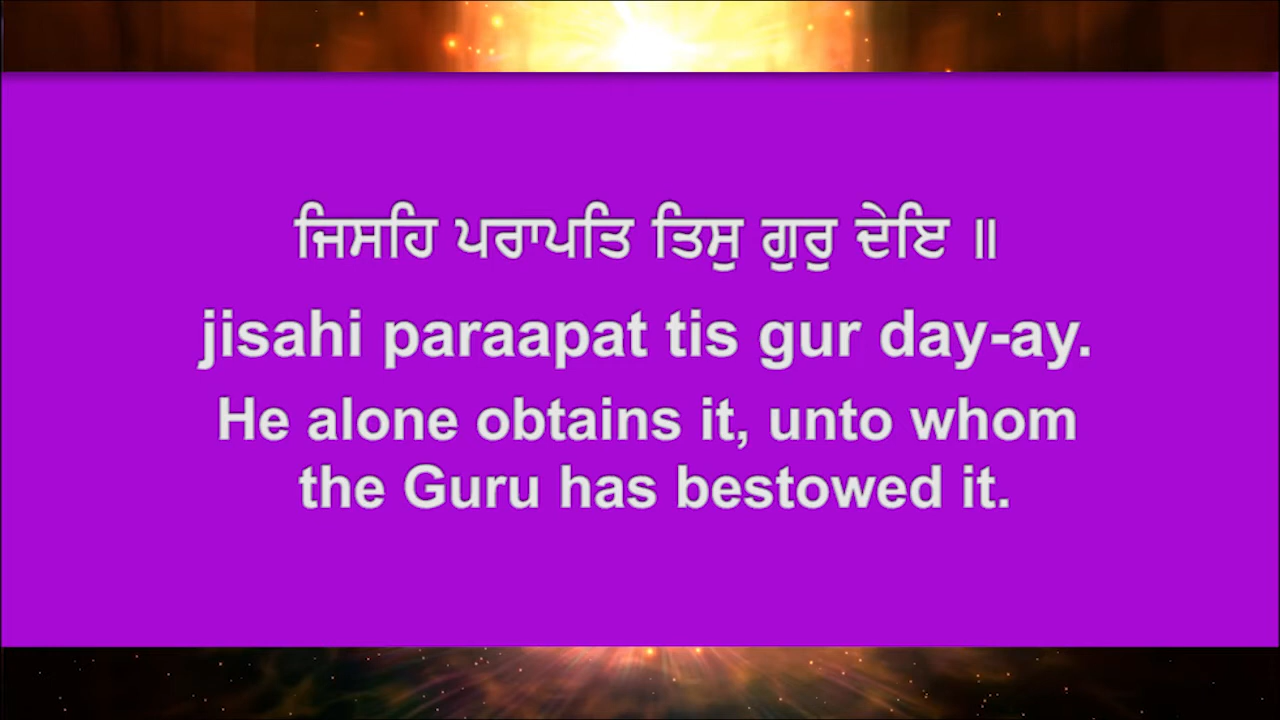 ਜਿਸਹਿ ਪਰਾਪਤਿ ਤਿਸੁ ਗੁਰੁ ਦੇਇ ॥
jisahi paraapat tis gur day-ay.
He alone obtains it, unto whom
the Guru has bestowed it.